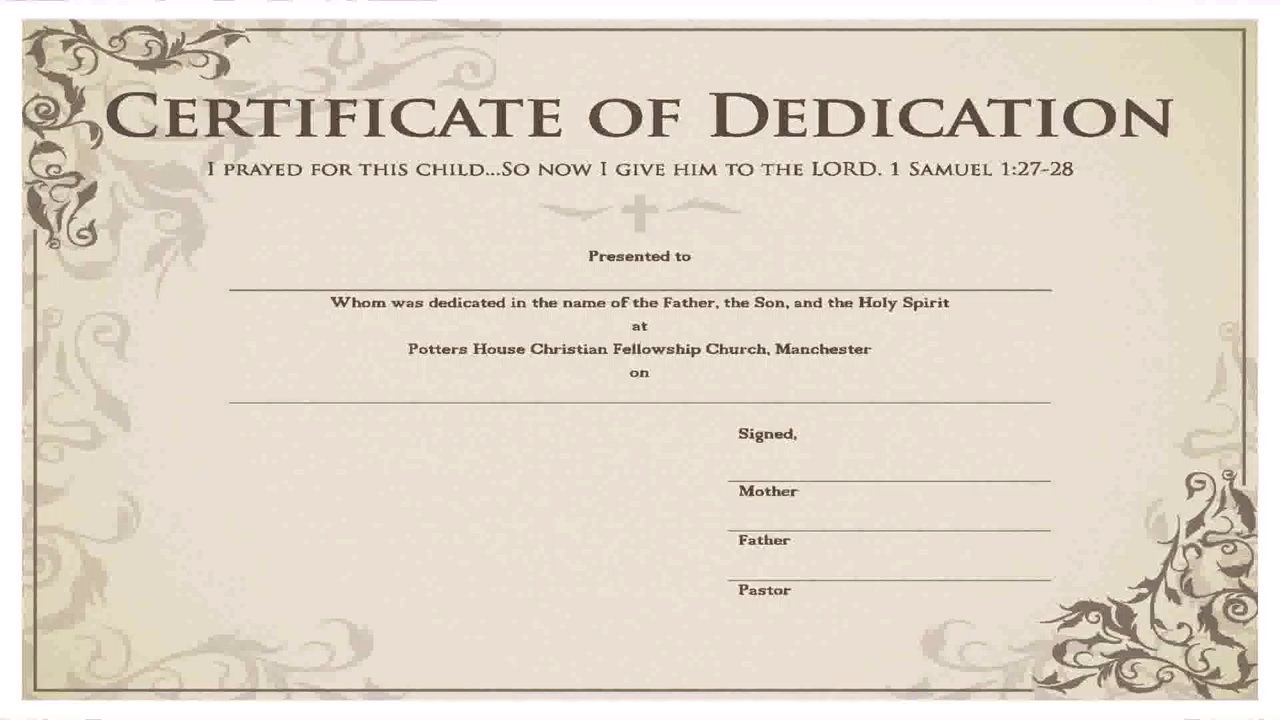 Certificate of Dedication
I prayed for this child...So now I give him to the LORD. 1 Samuel 1:27-28
Presented to
Whom was dedicated in the name of the Father, the Son, and the Holy Spirit
at
Potters House Christian Fellowship Church, Manchester
on
Signed,
Mother
Father
Pastor